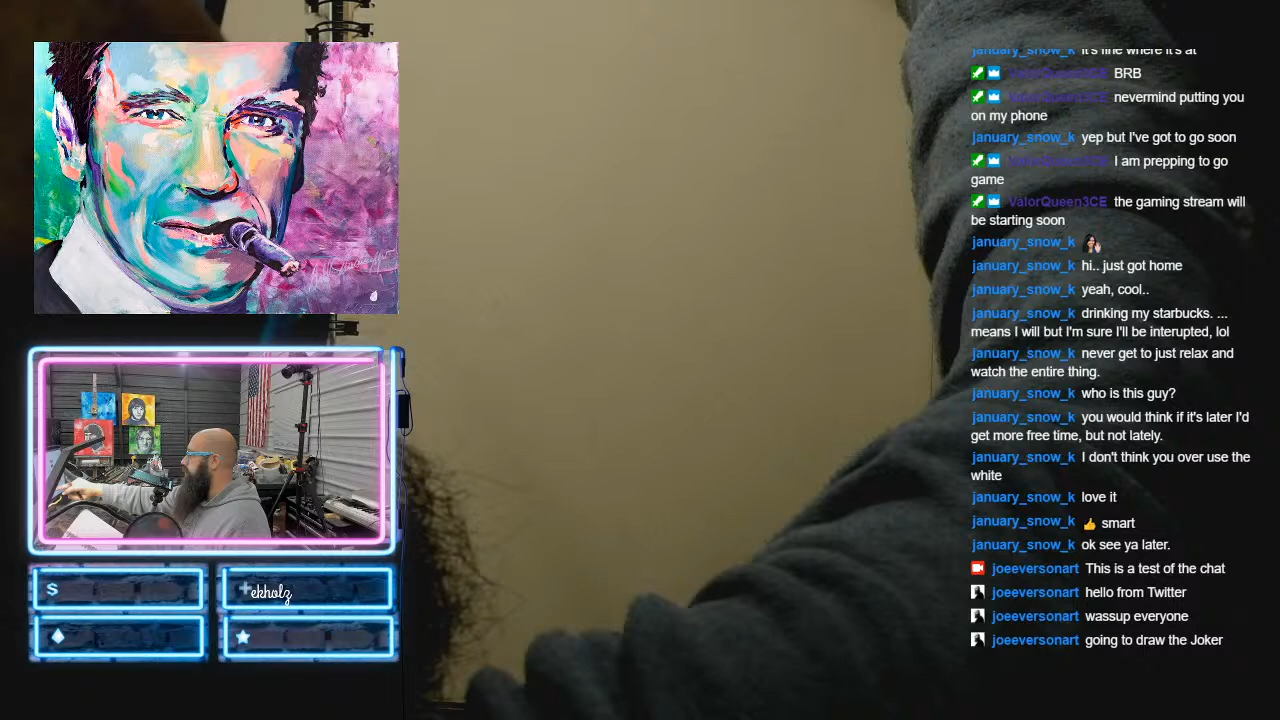 january_snow_k it's fine where it's at
ValorQueen3CE BRB
ValorQueen3CE nevermind putting you
on my phone
january_snow_k yep but I've got to go soon
ValorQueen3CE I am prepping to go
game
ValorQueen3CE the gaming stream will
be starting soon
january_snow_k
january_snow_k hi.. just got home
january_snow_k yeah, cool..
january_snow_k drinking my starbucks. ...
means I will but I'm sure I'll be interupted, lol
january_snow_k never get to just relax and
watch the entire thing.
january_snow_k who is this guy?
january_snow_k you would think if it's later I'd
get more free time, but not lately.
january_snow_k I don't think you over use the
white
january_snow_k love it
january_snow_k 👍 smart
january_snow_k ok see ya later.
joeeversonart This is a test of the chat
joeeversonart hello from Twitter
joeeversonart wassup everyone
joeeversonart going to draw the Joker
$
ekholz